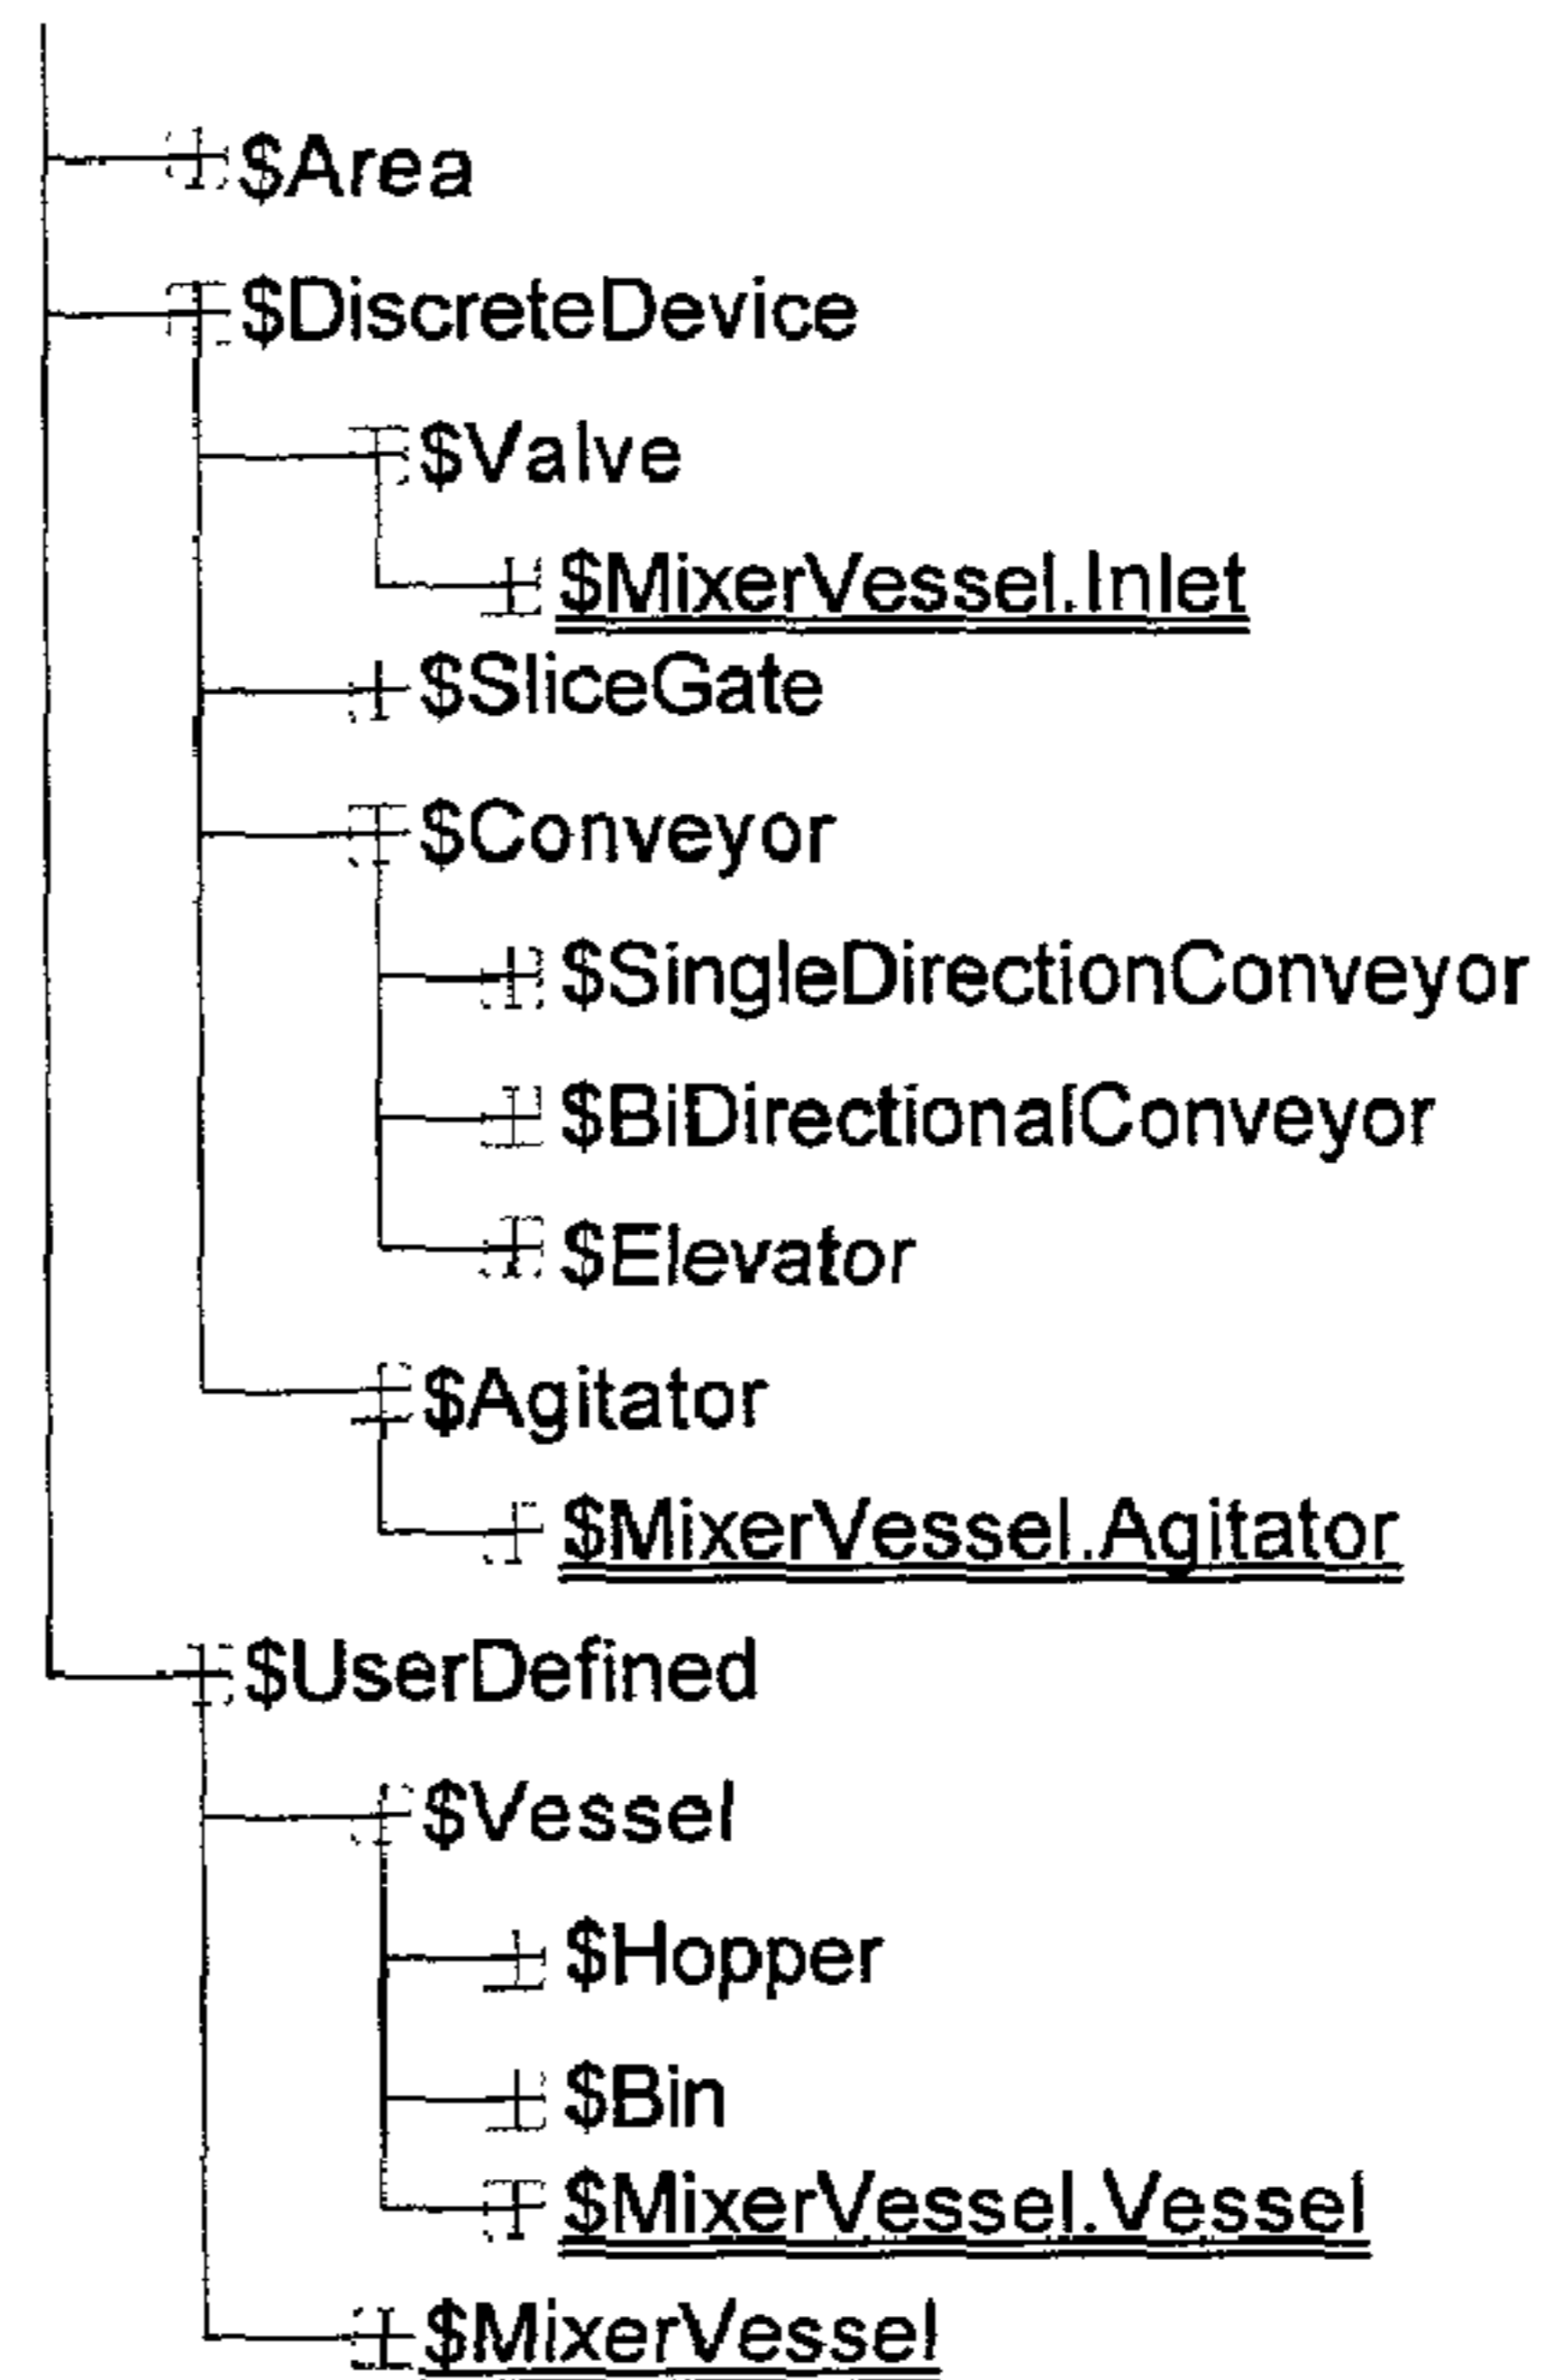 $Area
$DiscreteDevice
$Valve
$MixerVessel.Inlet
$SliceGate
$Conveyor
$SingleDirectionConveyor
$BiDirectionalConveyor
$Elevator
$Agitator
$MixerVessel.Agitator
$UserDefined
$Vessel
$Hopper
$Bin
$MixerVessel.Vessel
$MixerVessel